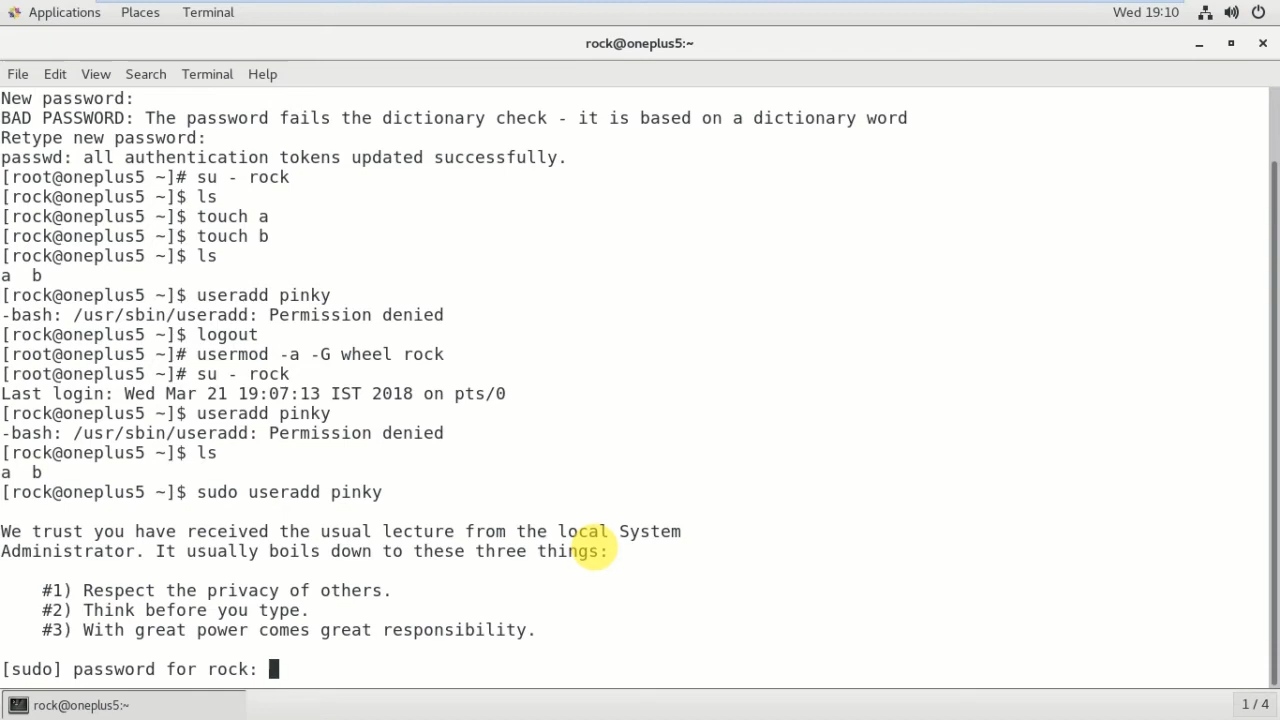 Applications Places Terminal Wed 19:10
rock@oneplus5:~
File Edit View Search Terminal Help
New password:
BAD PASSWORD: The password fails the dictionary check - it is based on a dictionary word
Retype new password:
passwd: all authentication tokens updated successfully.
[root@oneplus5 ~]# su - rock
[rock@oneplus5 ~]$ ls
[rock@oneplus5 ~]$ touch a
[rock@oneplus5 ~]$ touch b
[rock@oneplus5 ~]$ ls
a  b
[rock@oneplus5 ~]$ useradd pinky
-bash: /usr/sbin/useradd: Permission denied
[rock@oneplus5 ~]$ logout
[root@oneplus5 ~]# usermod -a -G wheel rock
[root@oneplus5 ~]# su - rock
Last login: Wed Mar 21 19:07:13 IST 2018 on pts/0
[rock@oneplus5 ~]$ useradd pinky
-bash: /usr/sbin/useradd: Permission denied
[rock@oneplus5 ~]$ ls
a  b
[rock@oneplus5 ~]$ sudo useradd pinky
We trust you have received the usual lecture from the local System
Administrator. It usually boils down to these three things:
#1) Respect the privacy of others.
#2) Think before you type.
#3) With great power comes great responsibility.
[sudo] password for rock:
rock@oneplus5:~ 1 / 4